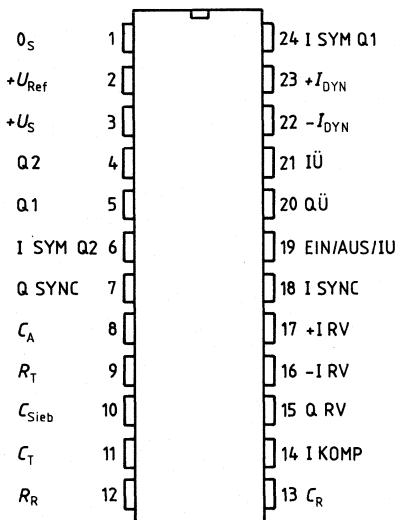 0S 1 24 I SYM Q1
+URef 2 23 +IDYN
+US 3 22 -IDYN
Q2 4 21 IÜ
Q1 5 20 QÜ
I SYM Q2 6 19 EIN/AUS/IU
Q SYNC 7 18 I SYNC
CA 8 17 +I RV
RT 9 16 -I RV
CSieb 10 15 Q RV
CT 11 14 I KOMP
RR 12 13 CR